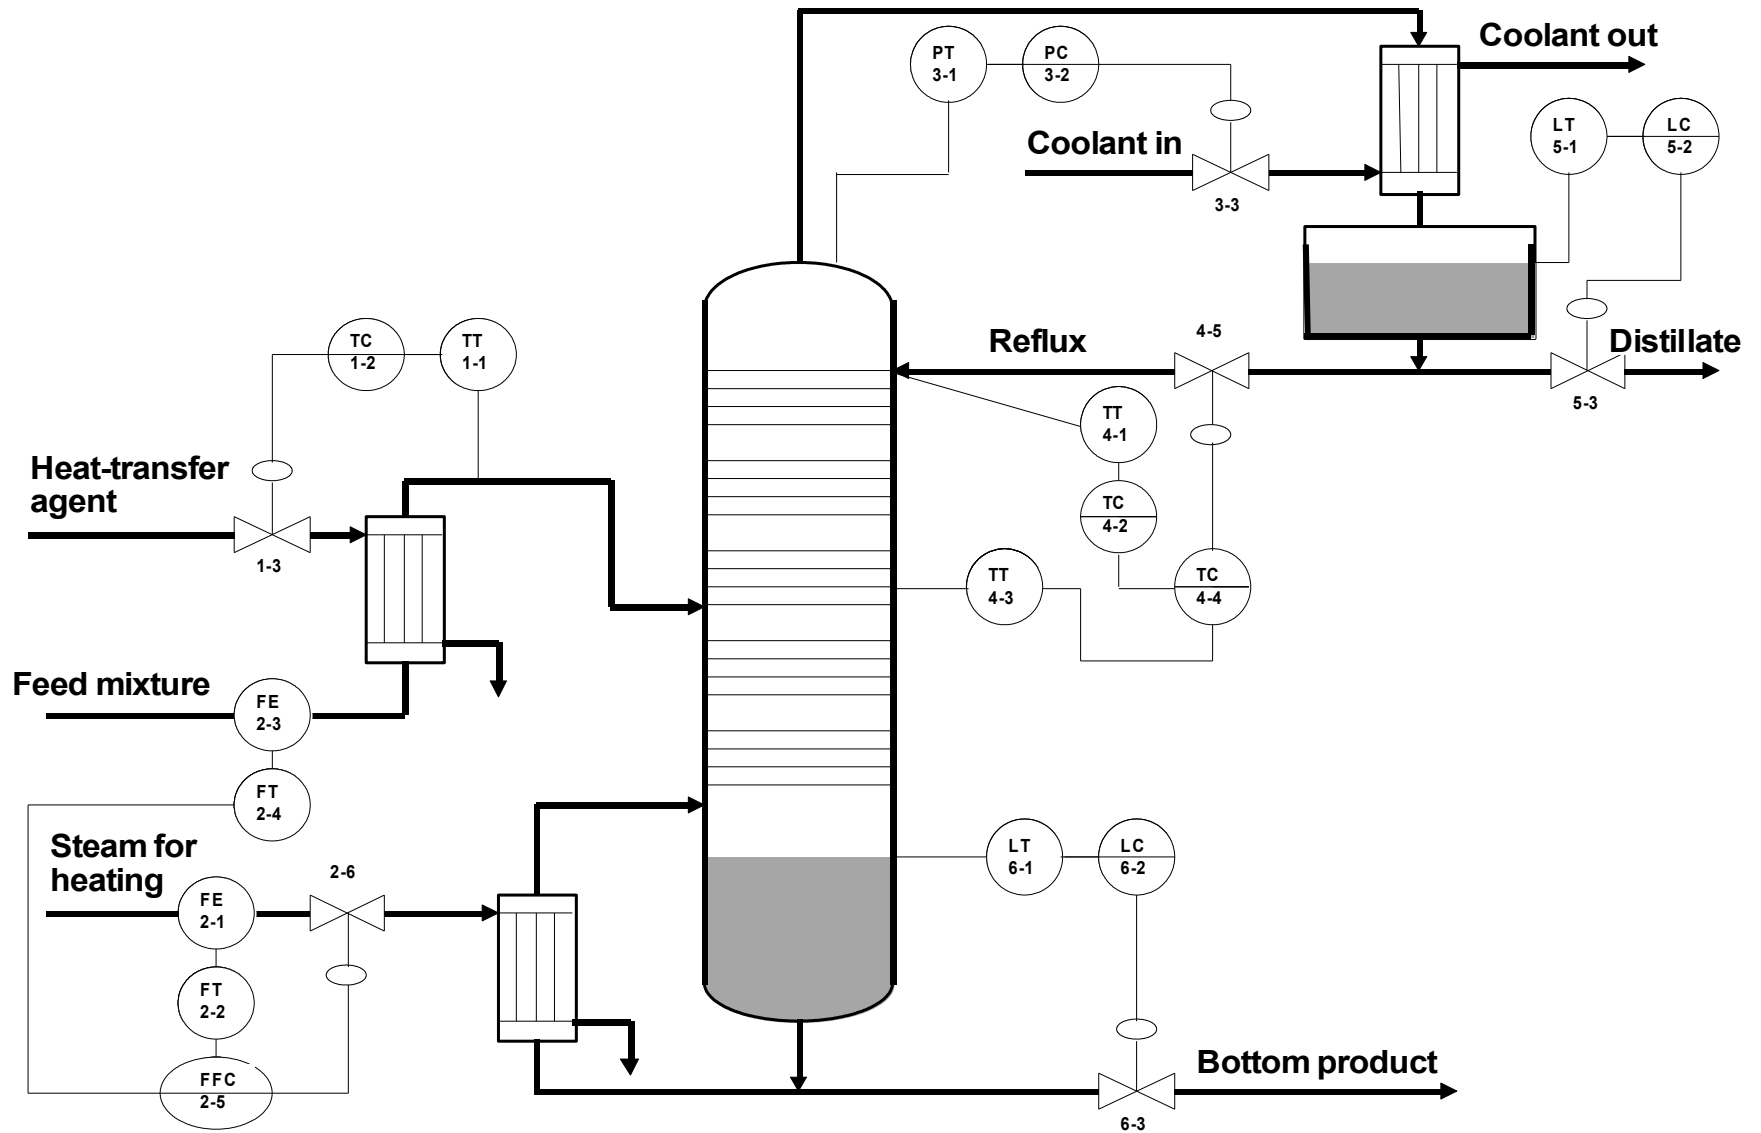 Coolant out
PT
3-1
PC
3-2
LT
5-1
LC
5-2
Coolant in
3-3
Reflux
4-5
Distillate
5-3
TC
1-2
TT
1-1
TT
4-1
Heat-transfer
agent
1-3
TC
4-2
TT
4-3
TC
4-4
Feed mixture
FE
2-3
FT
2-4
Steam for
heating
2-6
FE
2-1
LT
6-1
LC
6-2
FT
2-2
FFC
2-5
Bottom product
6-3